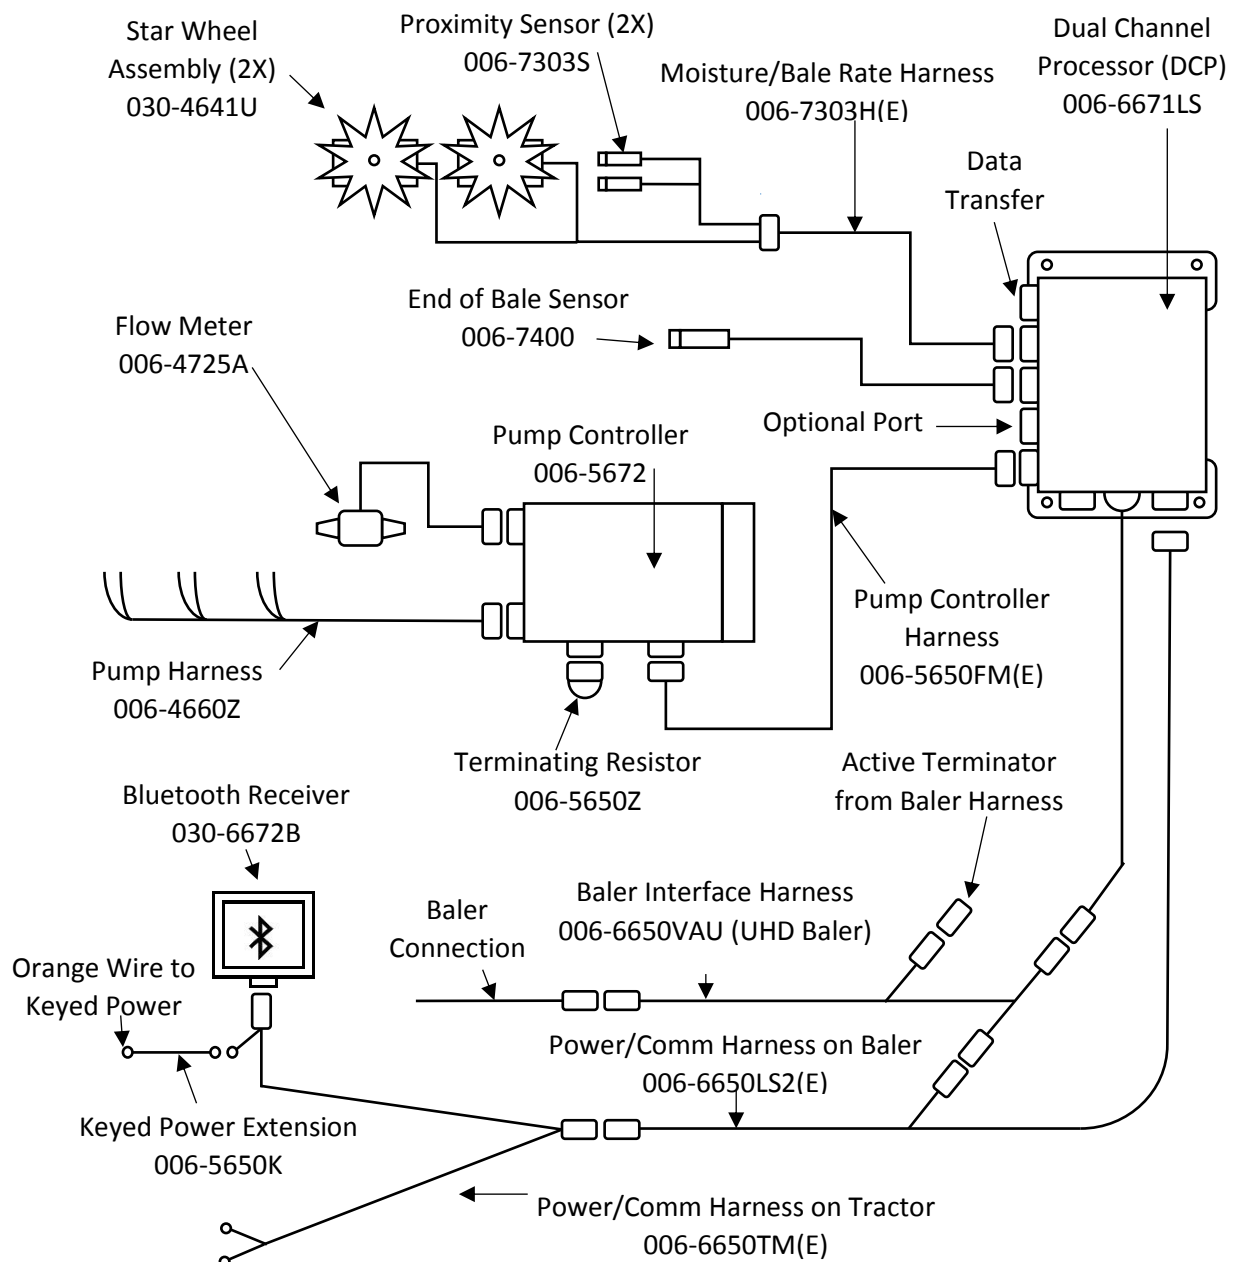 Star Wheel
Assembly (2X)
030-4641U
Proximity Sensor (2X)
006-7303S
Moisture/Bale Rate Harness
006-7303H(E)
Dual Channel
Processor (DCP)
006-6671LS
Data
Transfer
End of Bale Sensor
006-7400
Flow Meter
006-4725A
Optional Port
Pump Controller
006-5672
Pump Controller
Harness
006-5650FM(E)
Pump Harness
006-4660Z
Terminating Resistor
006-5650Z
Active Terminator
from Baler Harness
Bluetooth Receiver
030-6672B
Baler Interface Harness
006-6650VAU (UHD Baler)
Baler
Connection
Orange Wire to
Keyed Power
Power/Comm Harness on Baler
006-6650LS2(E)
Keyed Power Extension
006-5650K
Power/Comm Harness on Tractor
006-6650TM(E)